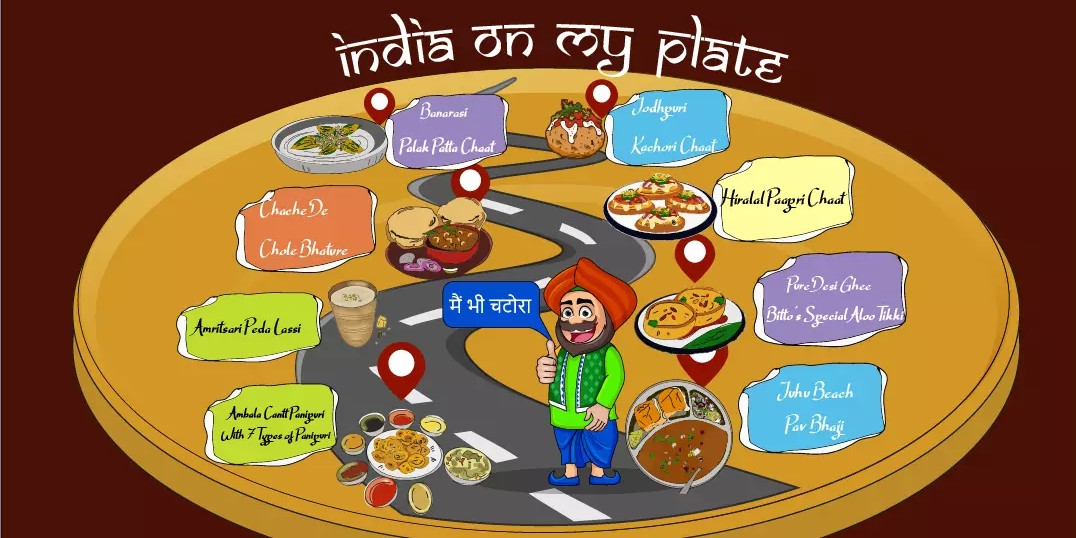 india on my plate
Banarasi
Palak Patta Chaat
Jodhpuri
Kachori Chaat
Chache De
Chole Bhature
Hiralal Paapri Chaat
Pure Desi Ghee
Bitto's Special Aloo Tikki
मैं भी चटोरा
Amritsari Peda Lassi
Juhu Beach
Pav Bhaji
Ambala Cantt Panipuri
With 7 Types of Panipuri